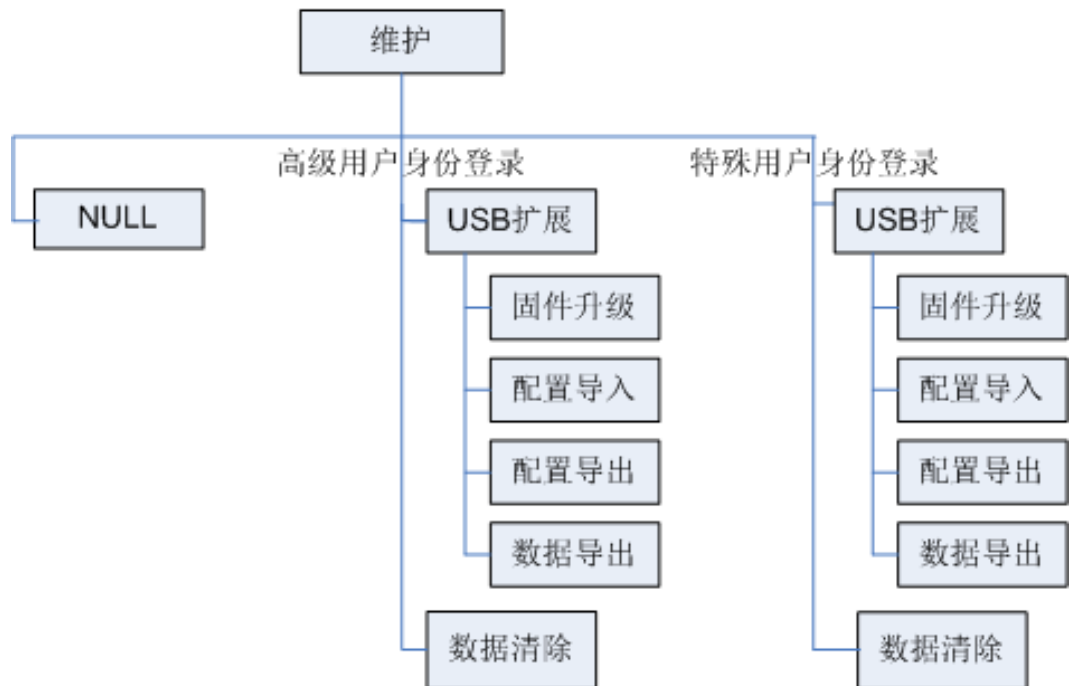 维护
高级用户身份登录
特殊用户身份登录
NULL
USB扩展
USB扩展
固件升级
固件升级
配置导入
配置导入
配置导出
配置导出
数据导出
数据导出
数据清除
数据清除